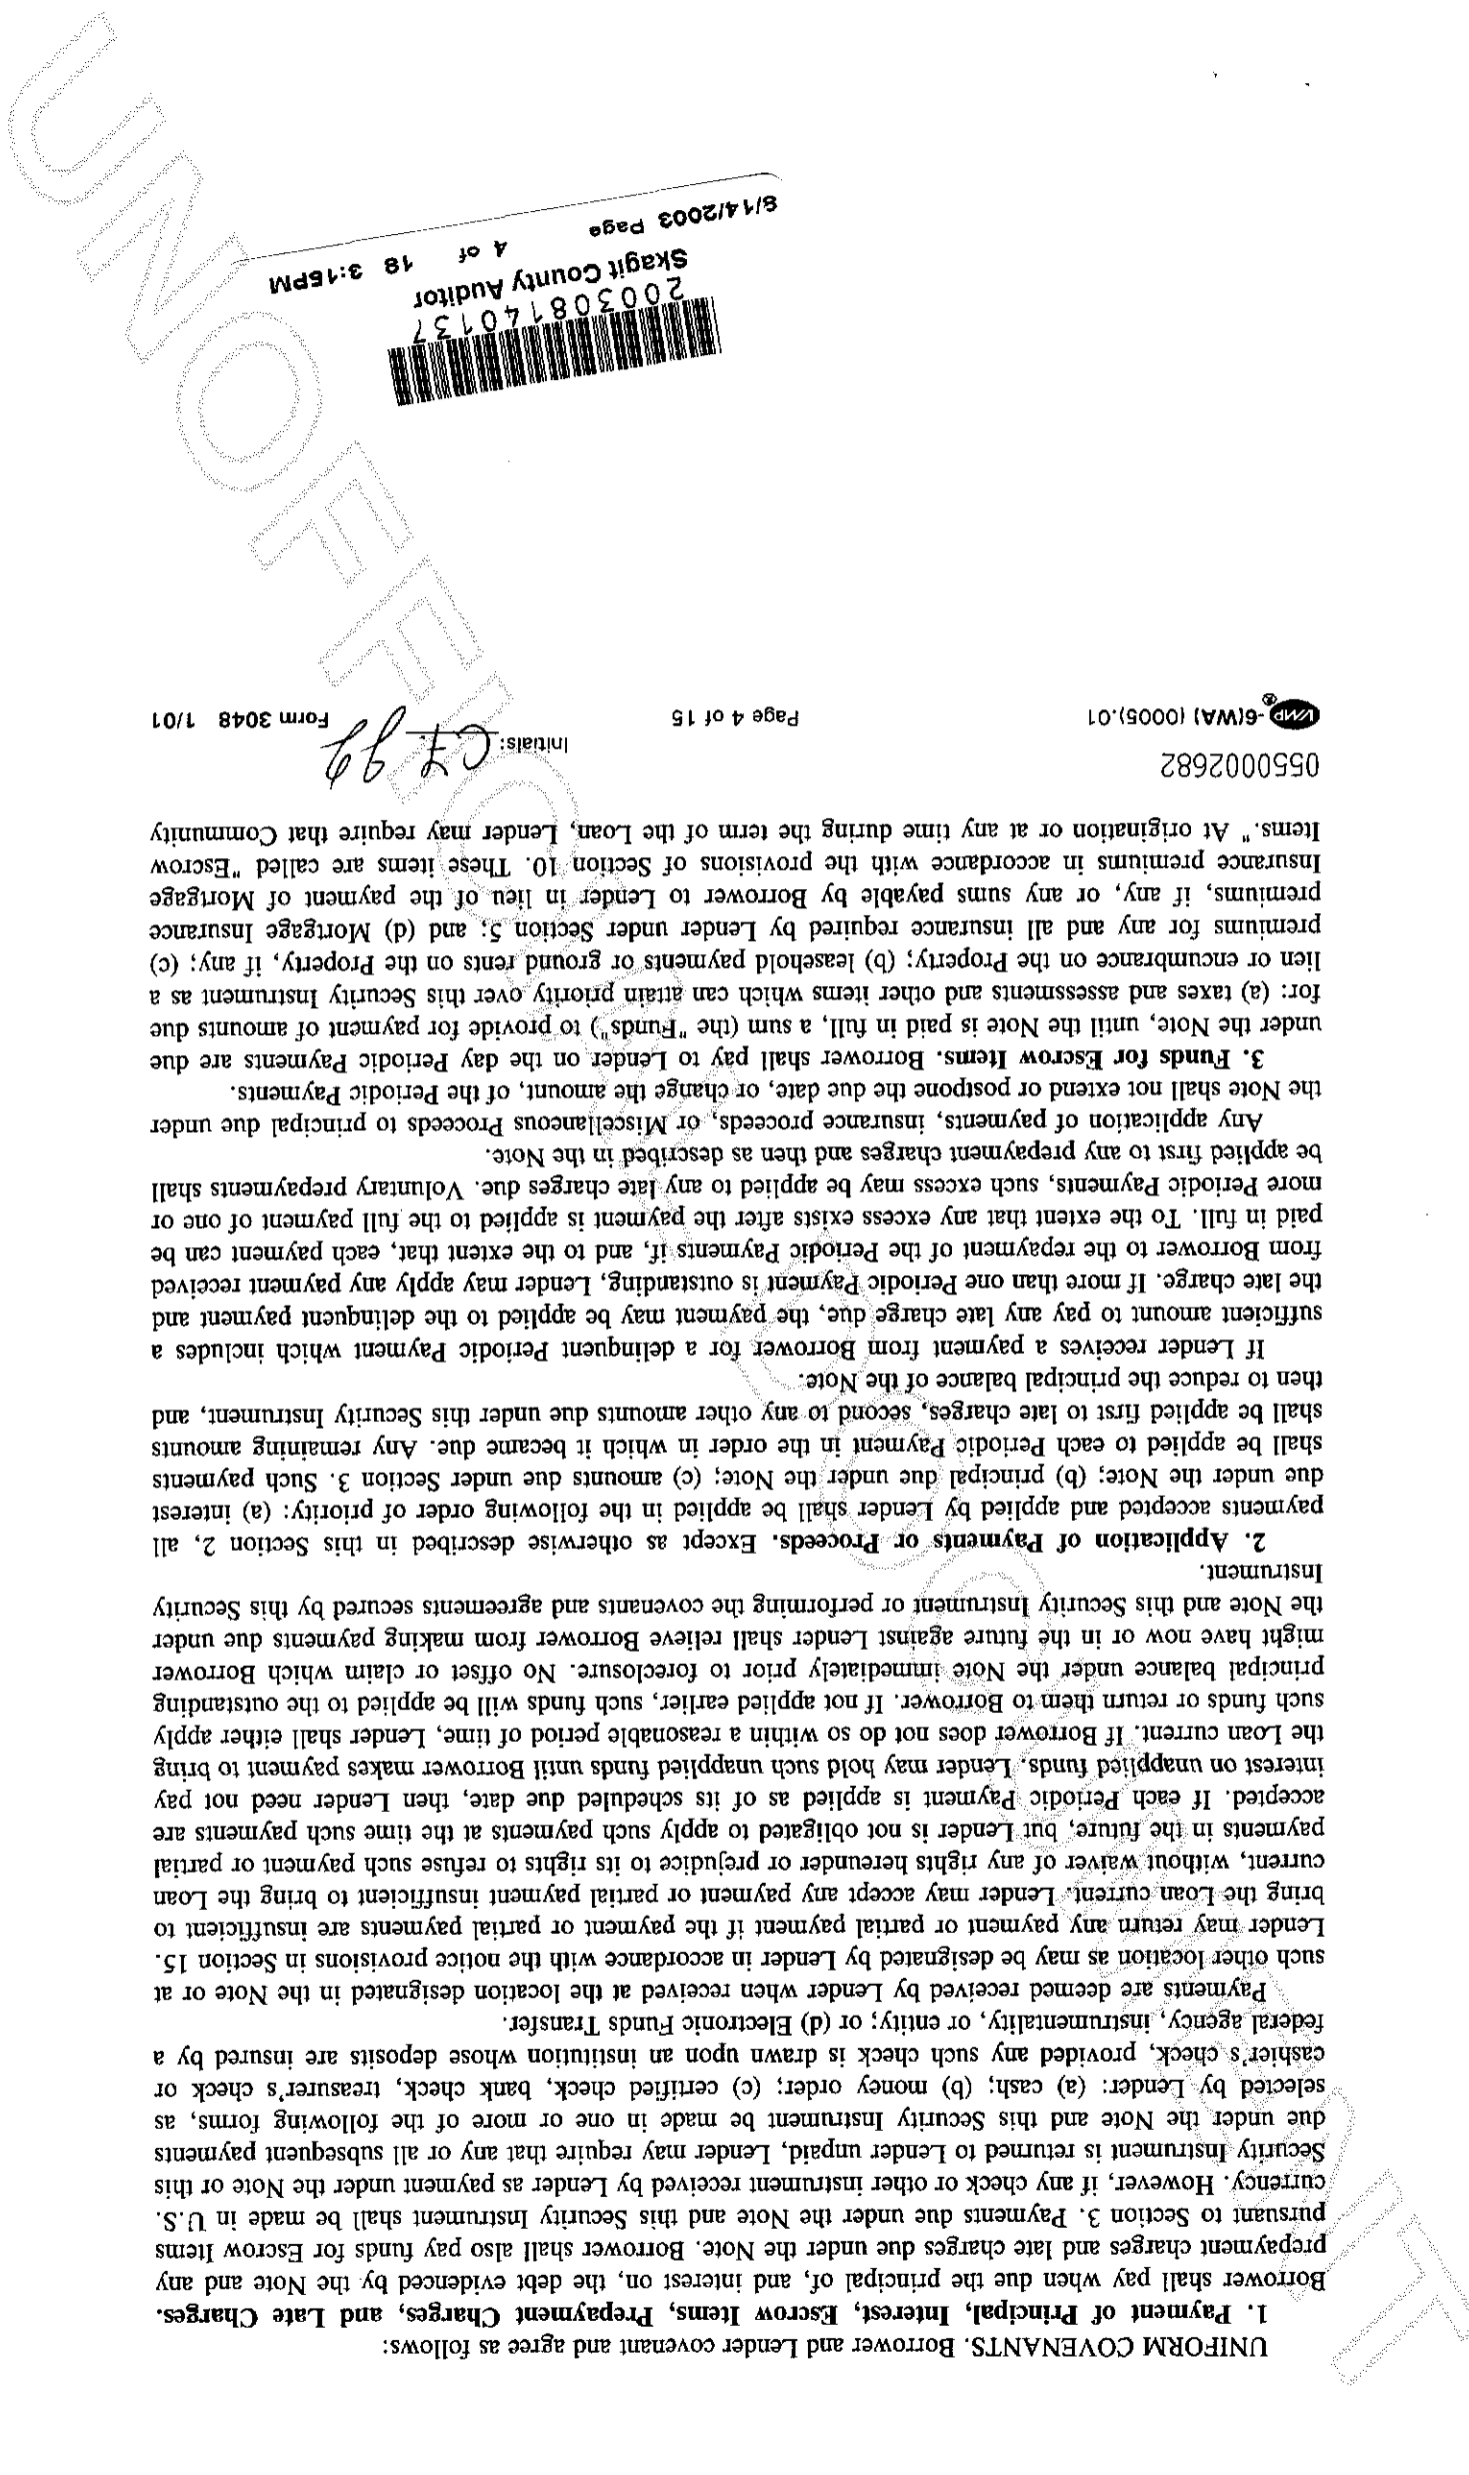 UNIFORM COVENANTS. Borrower and Lender covenant and agree as follows:
1. Payment of Principal, Interest, Escrow Items, Prepayment Charges, and Late Charges.
Borrower shall pay when due the principal of, and interest on, the debt evidenced by the Note and any
prepayment charges and late charges due under the Note. Borrower shall also pay funds for Escrow Items
pursuant to Section 3. Payments due under the Note and this Security Instrument shall be made in U.S.
currency. However, if any check or other instrument received by Lender as payment under the Note or this
Security Instrument is returned to Lender unpaid, Lender may require that any or all subsequent payments
due under the Note and this Security Instrument be made in one or more of the following forms, as
selected by Lender: (a) cash; (b) money order; (c) certified check, bank check, treasurer's check or
cashier's check, provided any such check is drawn upon an institution whose deposits are insured by a
federal agency, instrumentality, or entity; or (d) Electronic Funds Transfer.
Payments are deemed received by Lender when received at the location designated in the Note or at
such other location as may be designated by Lender in accordance with the notice provisions in Section 15.
Lender may return any payment or partial payment if the payment or partial payments are insufficient to
bring the Loan current. Lender may accept any payment or partial payment insufficient to bring the Loan
current, without waiver of any rights hereunder or prejudice to its rights to refuse such payment or partial
payments in the future, but Lender is not obligated to apply such payments at the time such payments are
accepted. If each Periodic Payment is applied as of its scheduled due date, then Lender need not pay
interest on unapplied funds. Lender may hold such unapplied funds until Borrower makes payment to bring
the Loan current. If Borrower does not do so within a reasonable period of time, Lender shall either apply
such funds or return them to Borrower. If not applied earlier, such funds will be applied to the outstanding
principal balance under the Note immediately prior to foreclosure. No offset or claim which Borrower
might have now or in the future against Lender shall relieve Borrower from making payments due under
the Note and this Security Instrument or performing the covenants and agreements secured by this Security
Instrument.
2. Application of Payments or Proceeds. Except as otherwise described in this Section 2, all
payments accepted and applied by Lender shall be applied in the following order of priority: (a) interest
due under the Note; (b) principal due under the Note; (c) amounts due under Section 3. Such payments
shall be applied to each Periodic Payment in the order in which it became due. Any remaining amounts
shall be applied first to late charges, second to any other amounts due under this Security Instrument, and
then to reduce the principal balance of the Note.
If Lender receives a payment from Borrower for a delinquent Periodic Payment which includes a
sufficient amount to pay any late charge due, the payment may be applied to the delinquent payment and
the late charge. If more than one Periodic Payment is outstanding, Lender may apply any payment received
from Borrower to the repayment of the Periodic Payments if, and to the extent that, each payment can be
paid in full. To the extent that any excess exists after the payment is applied to the full payment of one or
more Periodic Payments, such excess may be applied to any late charges due. Voluntary prepayments shall
be applied first to any prepayment charges and then as described in the Note.
Any application of payments, insurance proceeds, or Miscellaneous Proceeds to principal due under
the Note shall not extend or postpone the due date, or change the amount, of the Periodic Payments.
3. Funds for Escrow Items. Borrower shall pay to Lender on the day Periodic Payments are due
under the Note, until the Note is paid in full, a sum (the "Funds") to provide for payment of amounts due
for: (a) taxes and assessments and other items which can attain priority over this Security Instrument as a
lien or encumbrance on the Property; (b) leasehold payments or ground rents on the Property, if any; (c)
premiums for any and all insurance required by Lender under Section 5; and (d) Mortgage Insurance
premiums, if any, or any sums payable by Borrower to Lender in lieu of the payment of Mortgage
Insurance premiums in accordance with the provisions of Section 10. These items are called "Escrow
Items." At origination or at any time during the term of the Loan, Lender may require that Community
0550002682
Initials:
VMP®-6(WA) (0005).01 Page 4 of 15 Form 3048 1/01
200308140137
Skagit County Auditor
8/14/2003 Page 4 of 18 3:15PM
UNOFFICIAL DOCUMENT